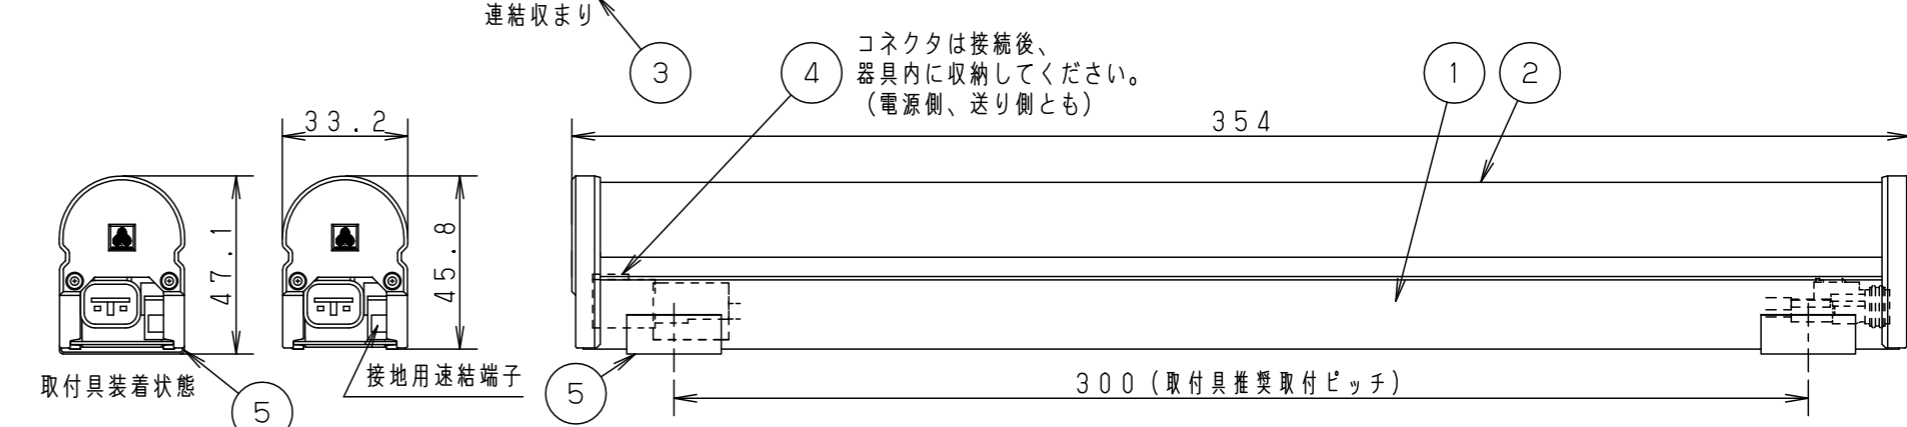 連結収まり
3
4
コネクタは接続後、
器具内に収納してください。
(電源側、送り側とも)
1
2
33.2
354
47.1
45.8
取付具装着状態
5
接地用速結端子
5
300(取付具推奨取付ピッチ)